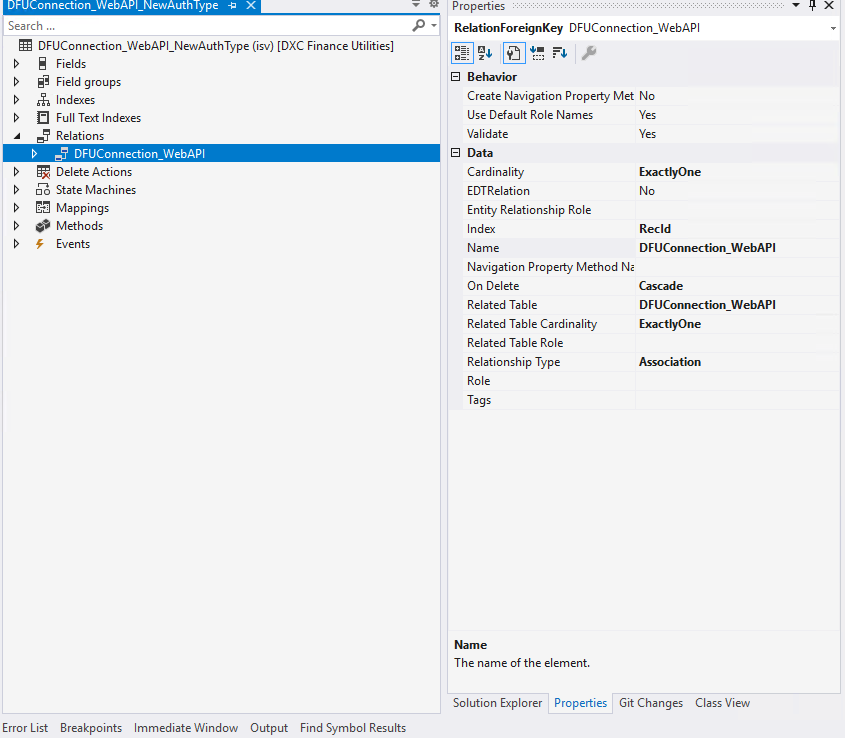 DFUConnection_WebAPI_NewAuthType
Search ...
DFUConnection_WebAPI_NewAuthType (isv) [DXC Finance Utilities]
Fields
Field groups
Indexes
Full Text Indexes
Relations
DFUConnection_WebAPI
Delete Actions
State Machines
Mappings
Methods
Events
Properties
RelationForeignKey DFUConnection_WebAPI
Behavior
Create Navigation Property Met No
Use Default Role Names Yes
Validate Yes
Data
Cardinality ExactlyOne
EDTRelation No
Entity Relationship Role
Index RecId
Name DFUConnection_WebAPI
Navigation Property Method Na
On Delete Cascade
Related Table DFUConnection_WebAPI
Related Table Cardinality ExactlyOne
Related Table Role
Relationship Type Association
Role
Tags
Name
The name of the element.
Solution Explorer Properties Git Changes Class View
Error List Breakpoints Immediate Window Output Find Symbol Results